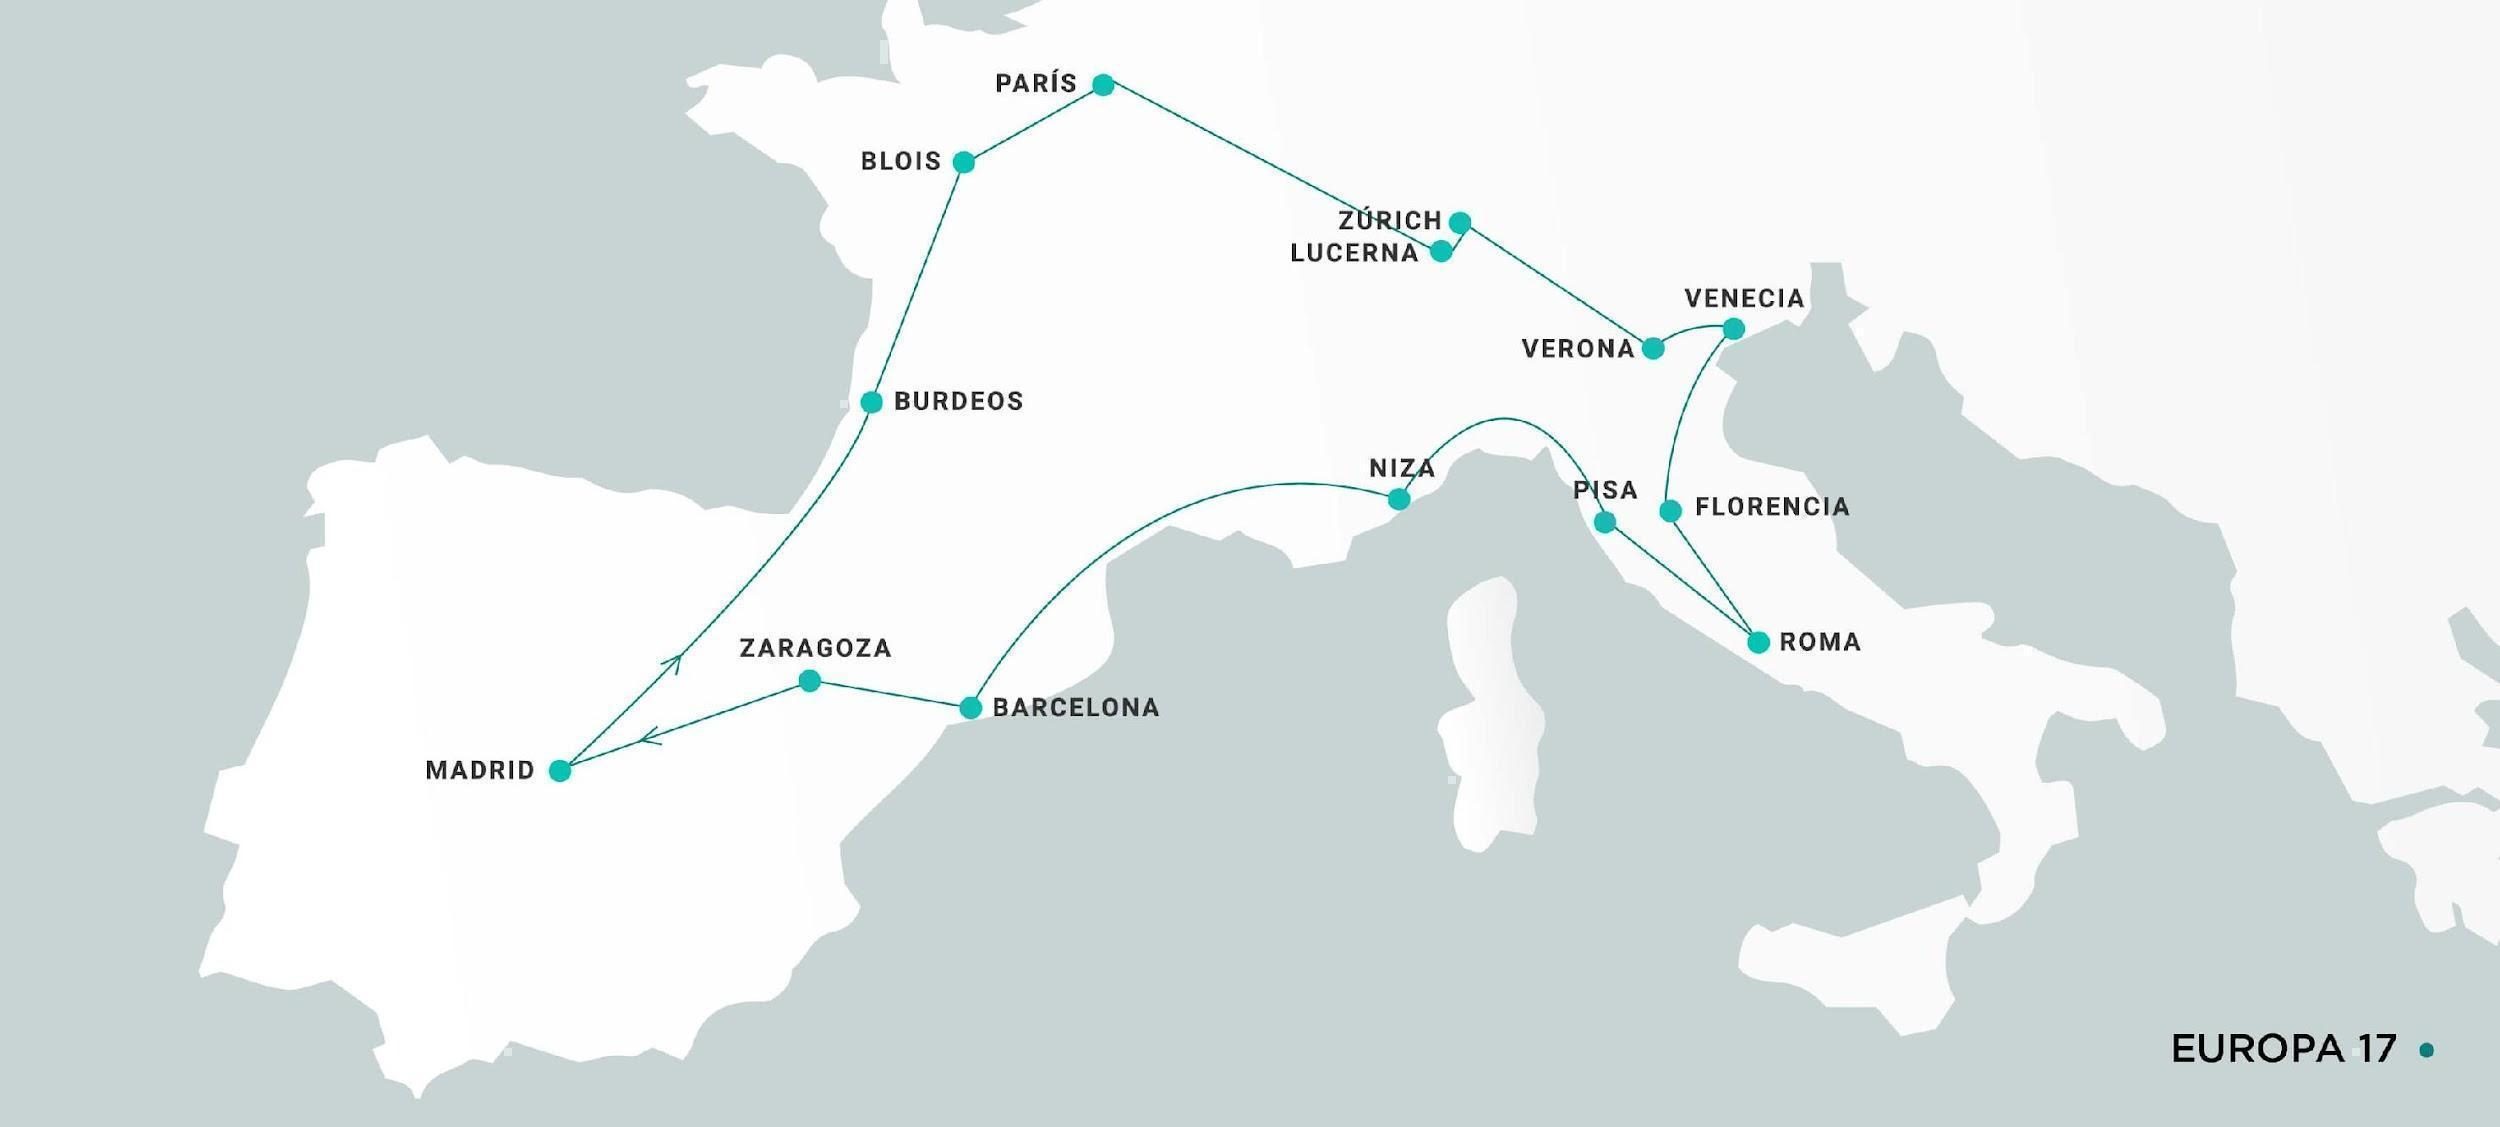 PARÍS
BLOIS
ZÚRICH
LUCERNA
VENECIA
VERONA
BURDEOS
NIZA
PISA
FLORENCIA
ZARAGOZA
ROMA
BARCELONA
MADRID
EUROPA 17